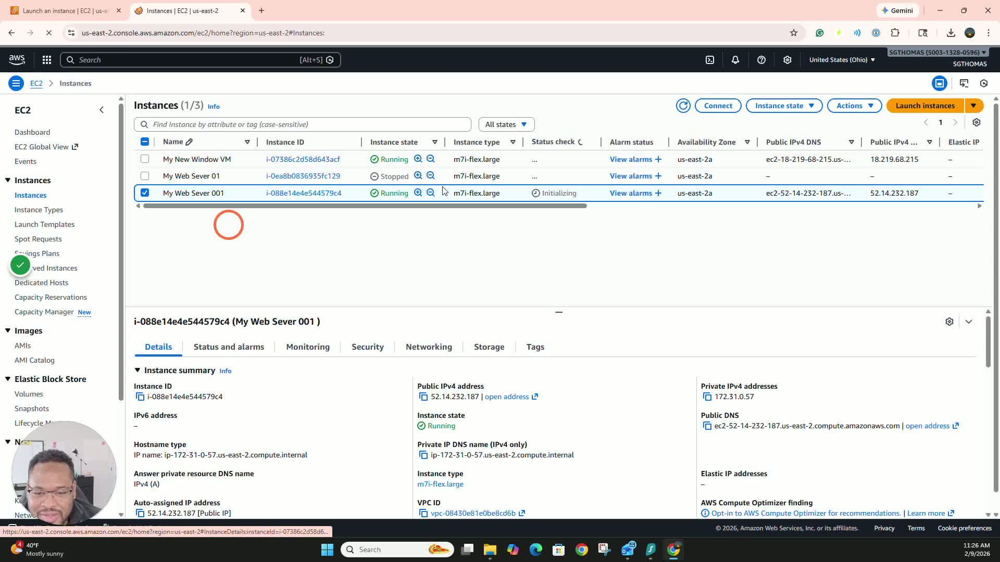 Launch an instance | EC2 | us-e
Instances | EC2 | us-east-2
Gemini
us-east-2.console.aws.amazon.com/ec2/home?region=us-east-2#Instances:
aws
Search
[Alt+S]
United States (Ohio)
SGTHOMAS (5003-1328-0596)
SGTHOMAS
EC2
Instances
EC2
Dashboard
EC2 Global View
Events
Instances
Instances
Instance Types
Launch Templates
Spot Requests
Savings Plans
rved Instances
Dedicated Hosts
Capacity Reservations
Capacity Manager New
Images
AMIs
AMI Catalog
Elastic Block Store
Volumes
Snapshots
Lifecycle M
Instances (1/3) Info
Connect
Instance state
Actions
Launch instances
Find Instance by attribute or tag (case-sensitive)
All states
1
Name Instance ID Instance state Instance type Status check Alarm status Availability Zone Public IPv4 DNS Public IPv4 ... Elastic IP
My New Window VM i-07386c2d58d643acf Running m7i-flex.large ... View alarms + us-east-2a ec2-18-219-68-215.us-... 18.219.68.215 –
My Web Sever 01 i-0ea8b0836935fc129 Stopped m7i-flex.large ... View alarms + us-east-2a – – –
My Web Sever 001 i-088e14e4e544579c4 Running m7i-flex.large Initializing View alarms + us-east-2a ec2-52-14-232-187.us-... 52.14.232.187 –
i-088e14e4e544579c4 (My Web Sever 001 )
Details Status and alarms Monitoring Security Networking Storage Tags
Instance summary Info
Instance ID
i-088e14e4e544579c4
Public IPv4 address
52.14.232.187 | open address
Private IPv4 addresses
172.31.0.57
IPv6 address
–
Instance state
Running
Public DNS
ec2-52-14-232-187.us-east-2.compute.amazonaws.com | open address
Hostname type
IP name: ip-172-31-0-57.us-east-2.compute.internal
Private IP DNS name (IPv4 only)
ip-172-31-0-57.us-east-2.compute.internal
Answer private resource DNS name
IPv4 (A)
Instance type
m7i-flex.large
Elastic IP addresses
–
Auto-assigned IP address
52.14.232.187 [Public IP]
VPC ID
vpc-08430e81e0be8cd6b
AWS Compute Optimizer finding
Opt-in to AWS Compute Optimizer for recommendations. | Learn more
© 2026, Amazon Web Services, Inc. or its affiliates. Privacy Terms Cookie preferences
https://us-east-2.console.aws.amazon.com/ec2/home?region=us-east-2#InstanceDetails:instanceId=i-07386c2d58d6...
4
40°F
Mostly sunny
Search
11:26 AM
2/9/2026